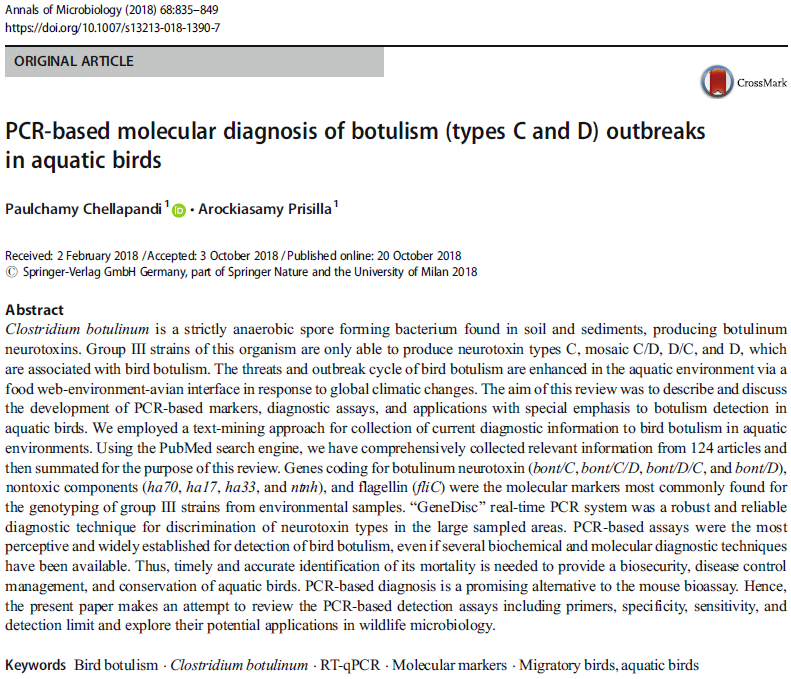 Annals of Microbiology (2018) 68:835–849
https://doi.org/10.1007/s13213-018-1390-7
ORIGINAL ARTICLE
CrossMark
PCR-based molecular diagnosis of botulism (types C and D) outbreaks
in aquatic birds
Paulchamy Chellapandi 1 iD · Arockiasamy Prisilla 1
Received: 2 February 2018 / Accepted: 3 October 2018 / Published online: 20 October 2018
© Springer-Verlag GmbH Germany, part of Springer Nature and the University of Milan 2018
Abstract
Clostridium botulinum is a strictly anaerobic spore forming bacterium found in soil and sediments, producing botulinum
neurotoxins. Group III strains of this organism are only able to produce neurotoxin types C, mosaic C/D, D/C, and D, which
are associated with bird botulism. The threats and outbreak cycle of bird botulism are enhanced in the aquatic environment via a
food web-environment-avian interface in response to global climatic changes. The aim of this review was to describe and discuss
the development of PCR-based markers, diagnostic assays, and applications with special emphasis to botulism detection in
aquatic birds. We employed a text-mining approach for collection of current diagnostic information to bird botulism in aquatic
environments. Using the PubMed search engine, we have comprehensively collected relevant information from 124 articles and
then summated for the purpose of this review. Genes coding for botulinum neurotoxin (bont/C, bont/C/D, bont/D/C, and bont/D),
nontoxic components (ha70, ha17, ha33, and ntnh), and flagellin (fliC) were the molecular markers most commonly found for
the genotyping of group III strains from environmental samples. “GeneDisc” real-time PCR system was a robust and reliable
diagnostic technique for discrimination of neurotoxin types in the large sampled areas. PCR-based assays were the most
perceptive and widely established for detection of bird botulism, even if several biochemical and molecular diagnostic techniques
have been available. Thus, timely and accurate identification of its mortality is needed to provide a biosecurity, disease control
management, and conservation of aquatic birds. PCR-based diagnosis is a promising alternative to the mouse bioassay. Hence,
the present paper makes an attempt to review the PCR-based detection assays including primers, specificity, sensitivity, and
detection limit and explore their potential applications in wildlife microbiology.
Keywords Bird botulism · Clostridium botulinum · RT-qPCR · Molecular markers · Migratory birds, aquatic birds